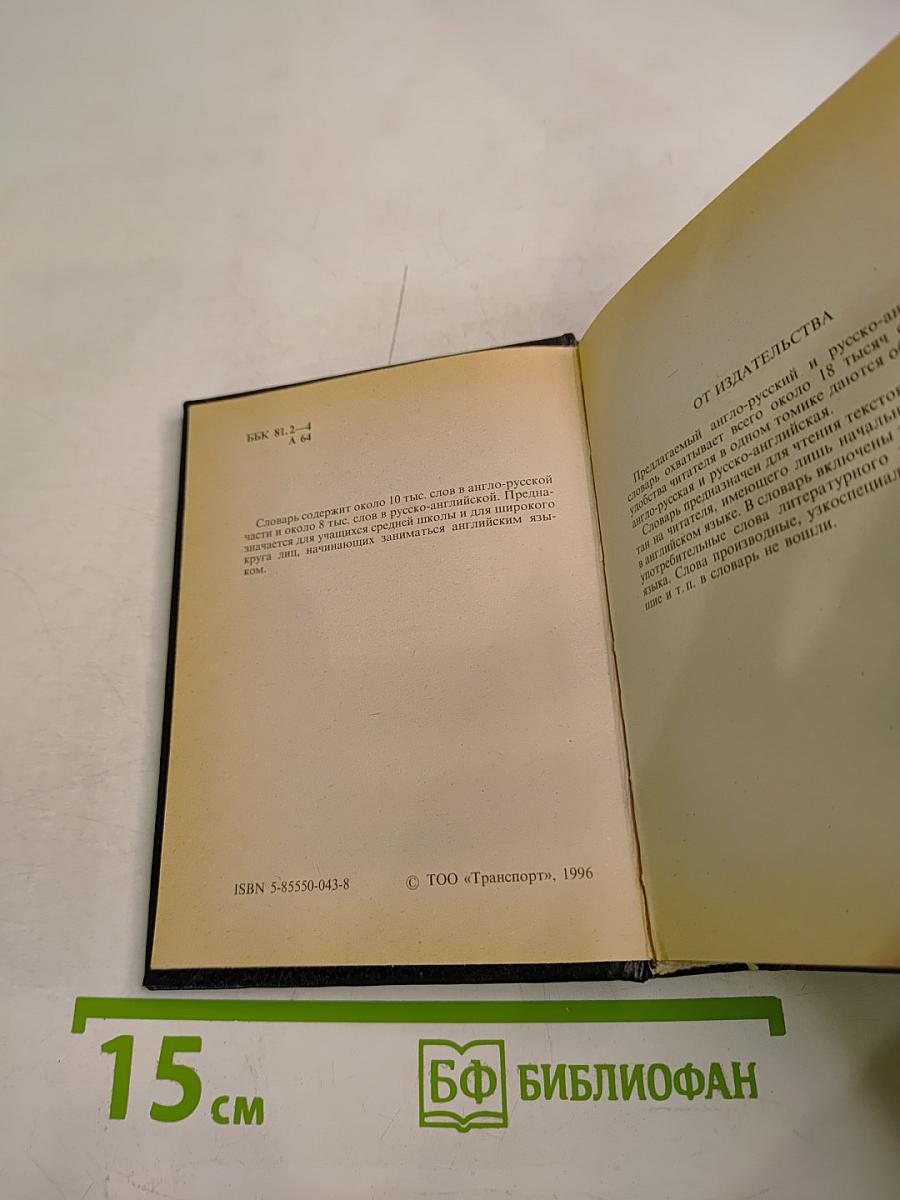 ББК 81.2—4
А 64
Словарь содержит около 10 тыс. слов в англо-русской
части и около 8 тыс. слов в русско-английской. Предна-
значается для учащихся средней школы и для широкого
круга лиц, начинающих заниматься английским язы-
ком.
ISBN 5-85550-043-8
© ТОО «Транспорт», 1996
ОТ ИЗДАТЕЛЬСТВА
Предлагаемый англо-русский и
словарь охватывает всего около 18 тысяч
удобства читателя в одном томике даются
англо-русская и русско-английская.
Словарь предназначен для чтения
тан на читателя, имеющего лишь
в английском языке. В словарь включены
употребительные слова литературного
языка. Слова производные,
шие и т.п. в словарь не вошли.
15 см
БФ БИБЛИОФАН